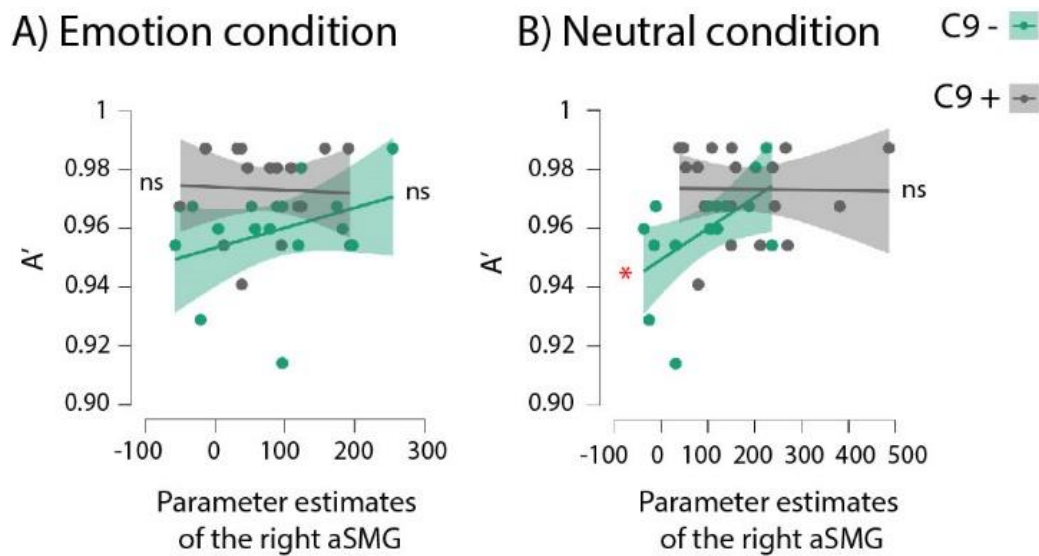 A) Emotion condition
B) Neutral condition
C9 -
C9 +
1
0.98
0.96
0.94
0.92
0.90
A′
ns
ns
-100 0 100 200 300
Parameter estimates
of the right aSMG
1
0.98
0.96
0.94
0.92
0.90
A′
*
ns
-100 0 100 200 300 400 500
Parameter estimates
of the right aSMG